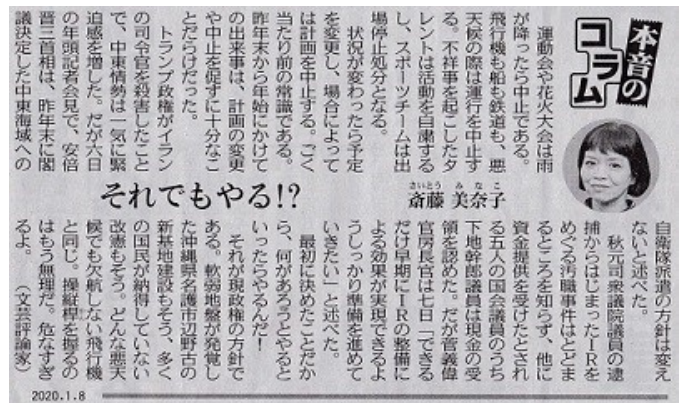 本音の
コラム
斎藤 美奈子
さいとう みなこ
それでもやる!?
運動会や花火大会は雨
が降ったら中止である。
飛行機も船も鉄道も、悪
天候の際は運行を中止す
る。不祥事を起こしたタ
レントは活動を自粛する
し、スポーツチームは出
場停止処分となる。
状況が変わったら予定
を変更し、場合によって
は計画を中止する。ごく
当たり前の常識である。
昨年末から年始にかけて
の出来事は、計画の変更
や中止を促すに十分なこ
とだらけだった。
トランプ政権がイラン
の司令官を殺害したこと
で、中東情勢は一気に緊
迫感を増した。だが六日
の年頭記者会見で、安倍
晋三首相は、昨年末に閣
議決定した中東海域への
自衛隊派遣の方針は変え
ないと述べた。
秋元司衆議院議員の逮
捕からはじまったIRを
めぐる汚職事件はとどま
るところを知らず、他に
資金提供を受けたとされ
る五人の国会議員のうち
下地幹郎議員は現金の受
領を認めた。だが菅義偉
官房長官は七日「できる
だけ早期にIRの整備に
よる効果が実現できるよ
うしっかり準備を進めて
いきたい」と述べた。
最初に決めたことだか
ら、何があろうとやると
いったらやるんだ！
それが現政権の方針で
ある。軟弱地盤が発覚し
た沖縄県名護市辺野古の
新基地建設もそう、多く
の国民が納得していない
改憲もそう。どんな悪天
候でも欠航しない飛行機
と同じ。操縦桿を握るの
はもう無理だ。危なすぎ
るよ。　（文芸評論家）
2020.1.8